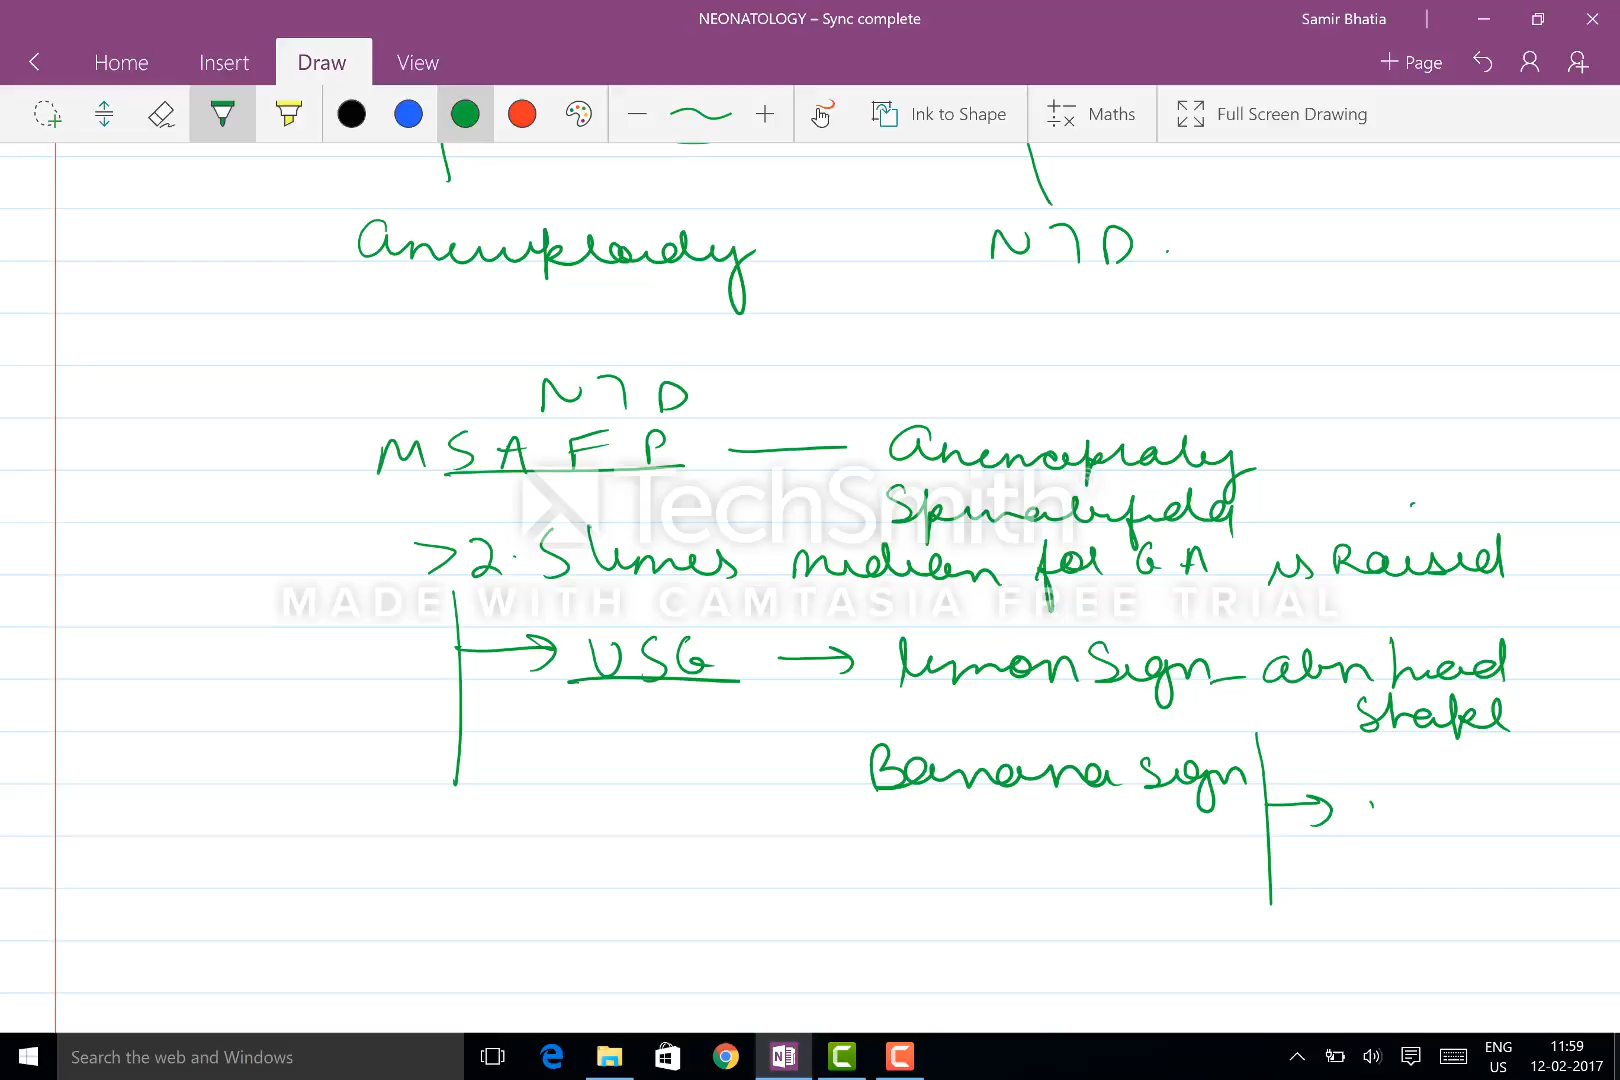 NEONATOLOGY – Sync complete
Samir Bhatia
Home Insert Draw View
Page
Ink to Shape Maths Full Screen Drawing
Aneuploidy NTD.
NTD
MSAFP — Anencephaly
Spina bifida
>2.5 times median for GA is Raised
→ USG → lemon sign - abn head
shape
Banana sign →
TechSmith
MADE WITH CAMTASIA FREE TRIAL
Search the web and Windows
ENG 11:59
US 12-02-2017